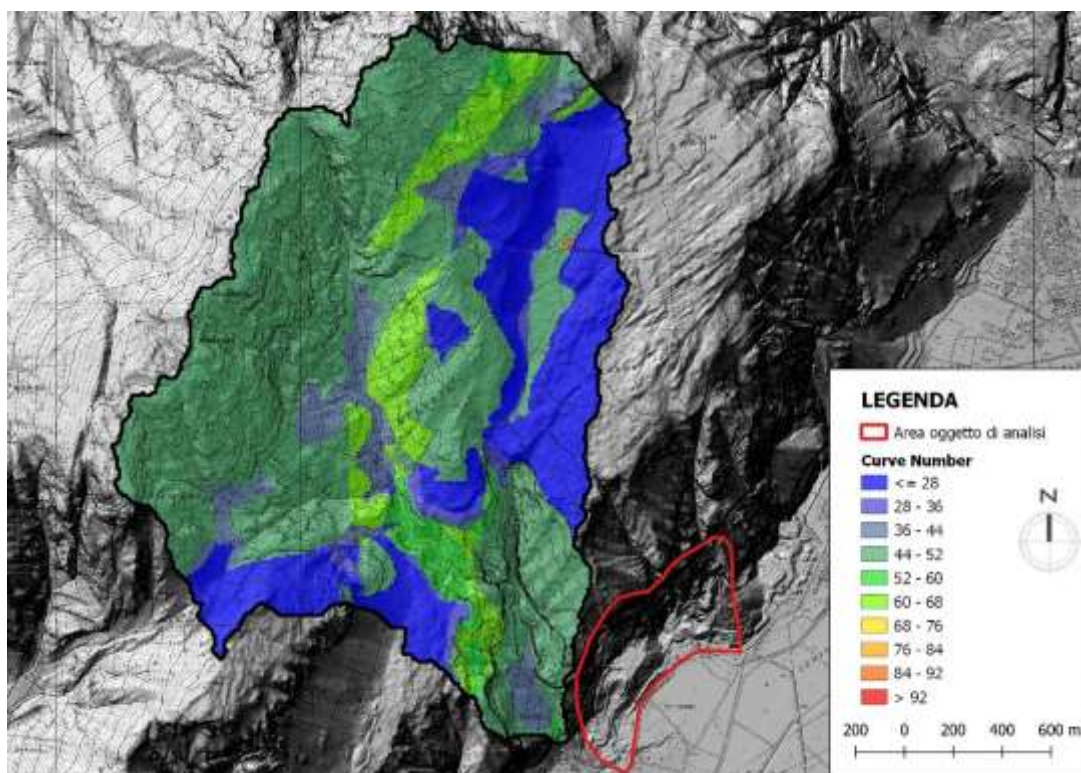 LEGENDA
Area oggetto di analisi
Curve Number
<= 28
28 - 36
36 - 44
44 - 52
52 - 60
60 - 68
68 - 76
76 - 84
84 - 92
> 92
N
200 0 200 400 600 m